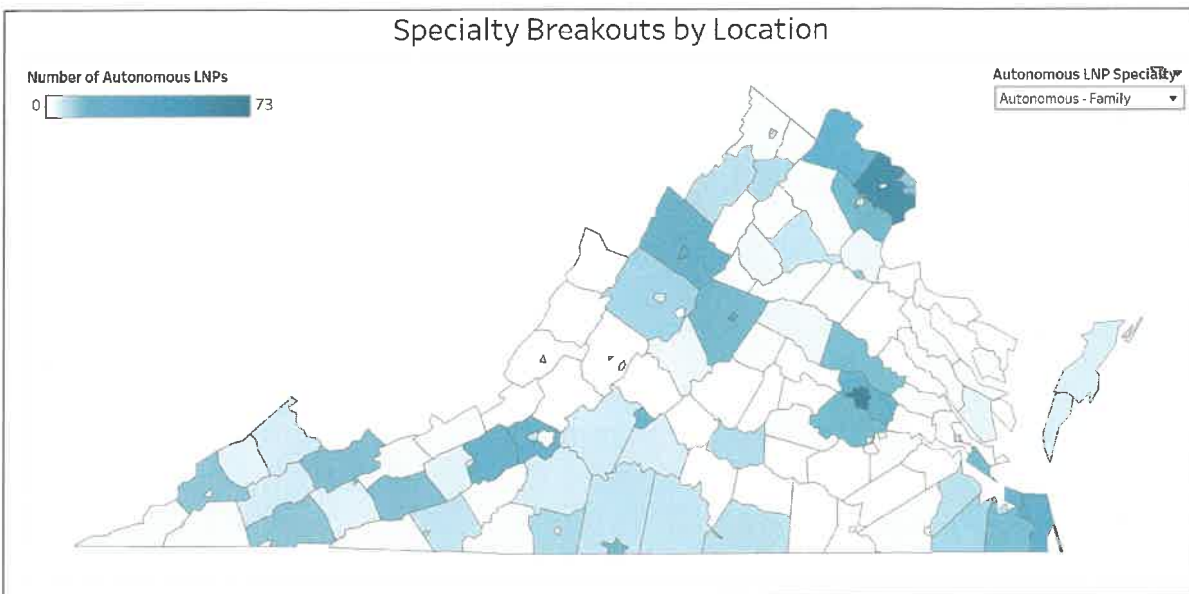 Specialty Breakouts by Location
Number of Autonomous LNPs
0 73
Autonomous LNP Specialty
Autonomous - Family